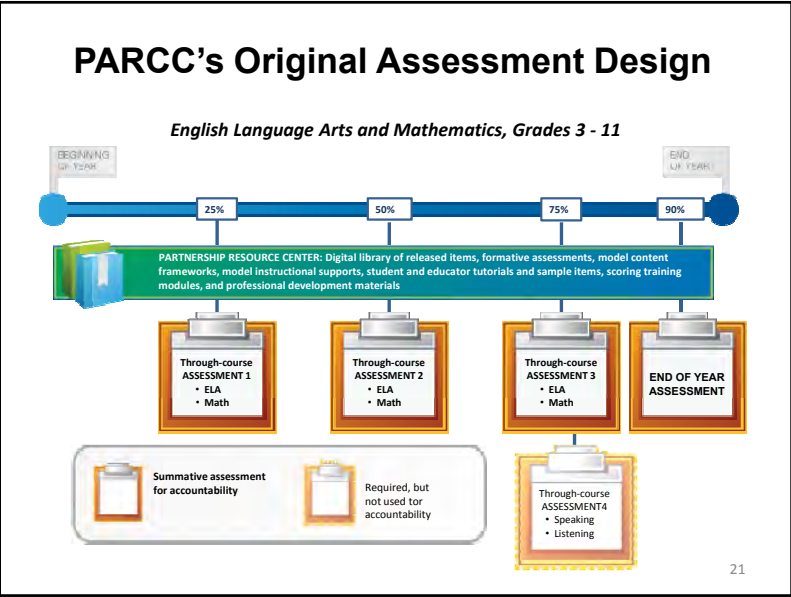 PARCC's Original Assessment Design
English Language Arts and Mathematics, Grades 3 - 11
BEGINNING
OF YEAR
END
OF YEAR
25%
50%
75%
90%
PARTNERSHIP RESOURCE CENTER: Digital library of released items, formative assessments, model content
frameworks, model instructional supports, student and educator tutorials and sample items, scoring training
modules, and professional development materials
Through-course
ASSESSMENT 1
• ELA
• Math
Through-course
ASSESSMENT 2
• ELA
• Math
Through-course
ASSESSMENT 3
• ELA
• Math
END OF YEAR
ASSESSMENT
Summative assessment
for accountability
Required, but
not used tor
accountability
Through-course
ASSESSMENT4
• Speaking
• Listening
21